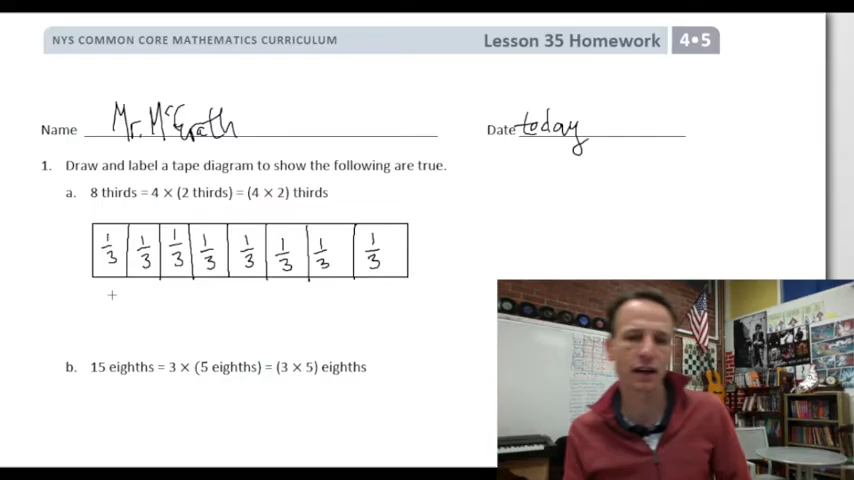 NYS COMMON CORE MATHEMATICS CURRICULUM Lesson 35 Homework 4•5
Name Mr. McGrath Date today
1. Draw and label a tape diagram to show the following are true.
a. 8 thirds = 4 × (2 thirds) = (4 × 2) thirds
1/3 1/3 1/3 1/3 1/3 1/3 1/3 1/3
b. 15 eighths = 3 × (5 eighths) = (3 × 5) eighths